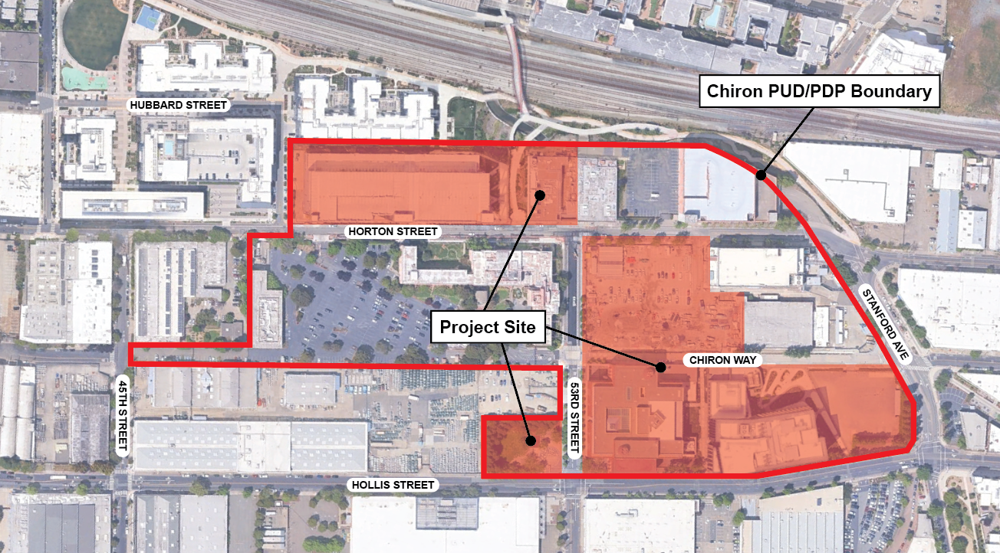 Chiron PUD/PDP Boundary
HUBBARD STREET
HORTON STREET
STANFORD AVE
Project Site
CHIRON WAY
45TH STREET
53RD STREET
HOLLIS STREET